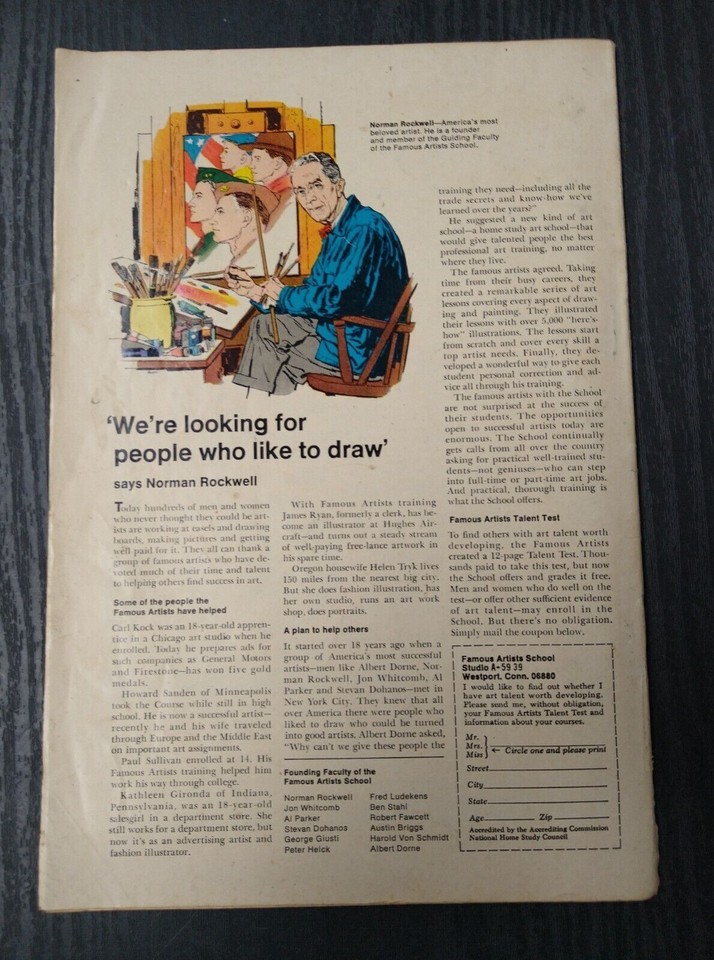 Norman Rockwell—America's most
beloved artist. He is a founder
and member of the Guiding Faculty
of the Famous Artists School.
'We're looking for
people who like to draw'
says Norman Rockwell
Today hundreds of men and women
who never thought they could be art-
ists are working at easels and drawing
boards, making pictures and getting
well paid for it. They all can thank a
group of famous artists who have de-
voted much of their time and talent
to helping others find success in art.
Some of the people the
Famous Artists have helped
Carl Kock was an 18-year-old appren-
tice in a Chicago art studio when he
enrolled. Today he prepares ads for
such companies as General Motors
and Firestone—has won five gold
medals.
Howard Sanden of Minneapolis
took the Course while still in high
school. He is now a successful artist—
recently he and his wife traveled
through Europe and the Middle East
on important art assignments.
Paul Sullivan enrolled at 14. His
Famous Artists training helped him
work his way through college.
Kathleen Gironda of Indiana,
Pennsylvania, was an 18-year-old
salesgirl in a department store. She
still works for a department store, but
now it's as an advertising artist and
fashion illustrator.
With Famous Artists training
James Ryan, formerly a clerk, has be-
come an illustrator at Hughes Air-
craft—and turns out a steady stream
of well-paying free-lance artwork in
his spare time.
Oregon housewife Helen Tryk lives
150 miles from the nearest big city.
But she does fashion illustration, has
her own studio, runs an art work
shop, does portraits.
A plan to help others
It started over 18 years ago when a
group of America's most successful
artists—men like Albert Dorne, Nor-
man Rockwell, Jon Whitcomb, Al
Parker and Stevan Dohanos—met in
New York City. They knew that all
over America there were people who
liked to draw who could be turned
into good artists. Albert Dorne asked,
"Why can't we give these people the
Founding Faculty of the
Famous Artists School
Norman Rockwell
Jon Whitcomb
Al Parker
Stevan Dohanos
George Giusti
Peter Helck
Fred Ludekens
Ben Stahl
Robert Fawcett
Austin Briggs
Harold Von Schmidt
Albert Dorne
training they need—including all the
trade secrets and know-how we've
learned over the years?"
He suggested a new kind of art
school—a home study art school—that
would give talented people the best
professional art training, no matter
where they live.
The famous artists agreed. Taking
time from their busy careers, they
created a remarkable series of art
lessons covering every aspect of draw-
ing and painting. They illustrated
their lessons with over 5,000 "here's-
how" illustrations. The lessons start
from scratch and cover every skill a
top artist needs. Finally, they de-
veloped a wonderful way to give each
student personal correction and ad-
vice all through his training.
The famous artists with the School
are not surprised at the success of
their students. The opportunities
open to successful artists today are
enormous. The School continually
gets calls from all over the country
asking for practical well-trained stu-
dents—not geniuses—who can step
into full-time or part-time art jobs.
And practical, thorough training is
what the School offers.
Famous Artists Talent Test
To find others with art talent worth
developing, the Famous Artists
created a 12-page Talent Test. Thou-
sands paid to take this test, but now
the School offers and grades it free.
Men and women who do well on the
test—or offer other sufficient evidence
of art talent—may enroll in the
School. But there's no obligation.
Simply mail the coupon below.
Famous Artists School
Studio A-5939
Westport, Conn. 06880
I would like to find out whether I
have art talent worth developing.
Please send me, without obligation,
your Famous Artists Talent Test and
information about your courses.
Mr.
Mrs. ← Circle one and please print
Miss
Street
City
State
Age Zip
Accredited by the Accrediting Commission
National Home Study Council